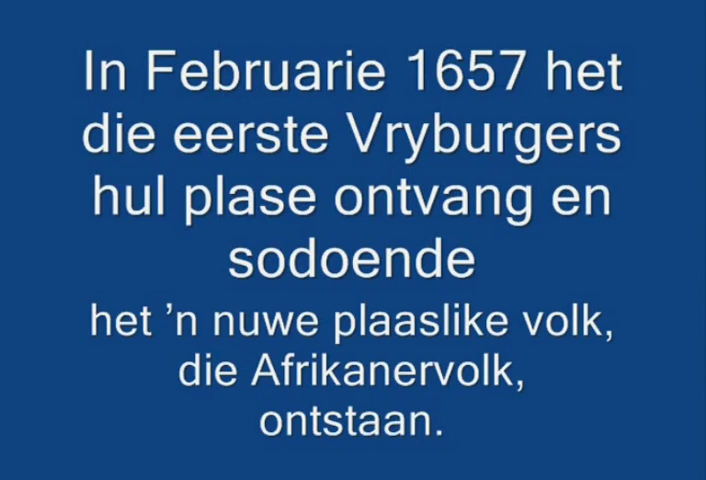 In Februarie 1657 het
die eerste Vryburgers
hul plase ontvang en
sodoende
het ’n nuwe plaaslike volk,
die Afrikanervolk,
ontstaan.